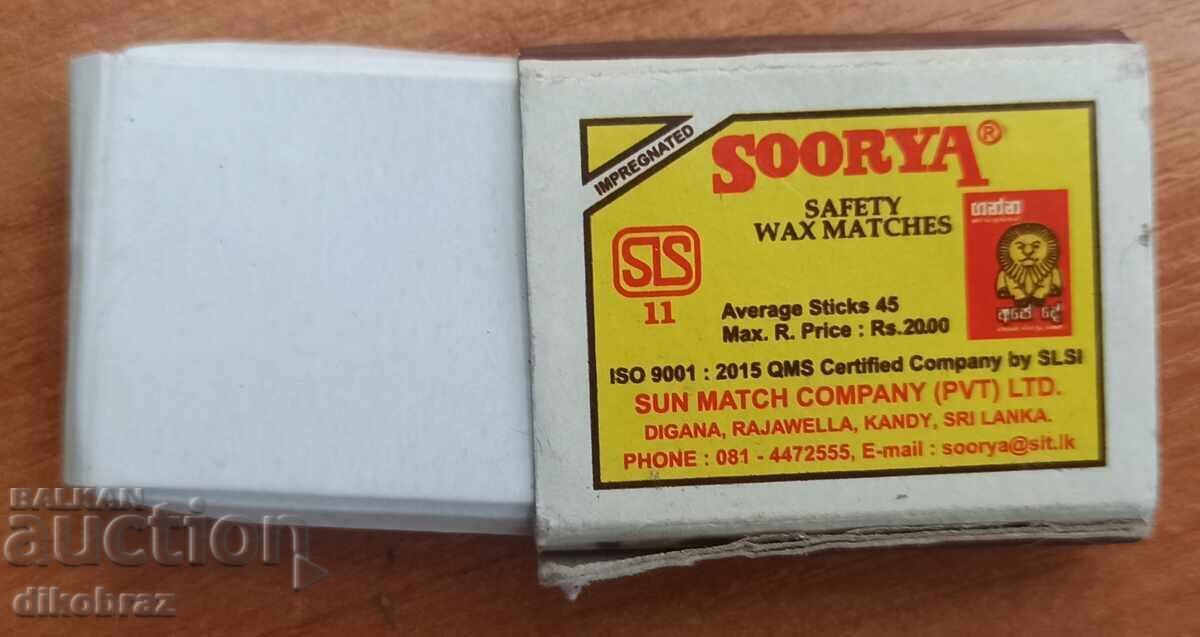 IMPREGNATED
SOORYA®
SAFETY
WAX MATCHES
ගන්න
අපේ දේ
SLS
11
Average Sticks 45
Max. R. Price : Rs.20.00
ISO 9001 : 2015 QMS Certified Company by SLSI
SUN MATCH COMPANY (PVT) LTD.
DIGANA, RAJAWELLA, KANDY, SRI LANKA.
PHONE : 081 - 4472555, E-mail : soorya@slt.lk
BALKAN
auction
dikobraz